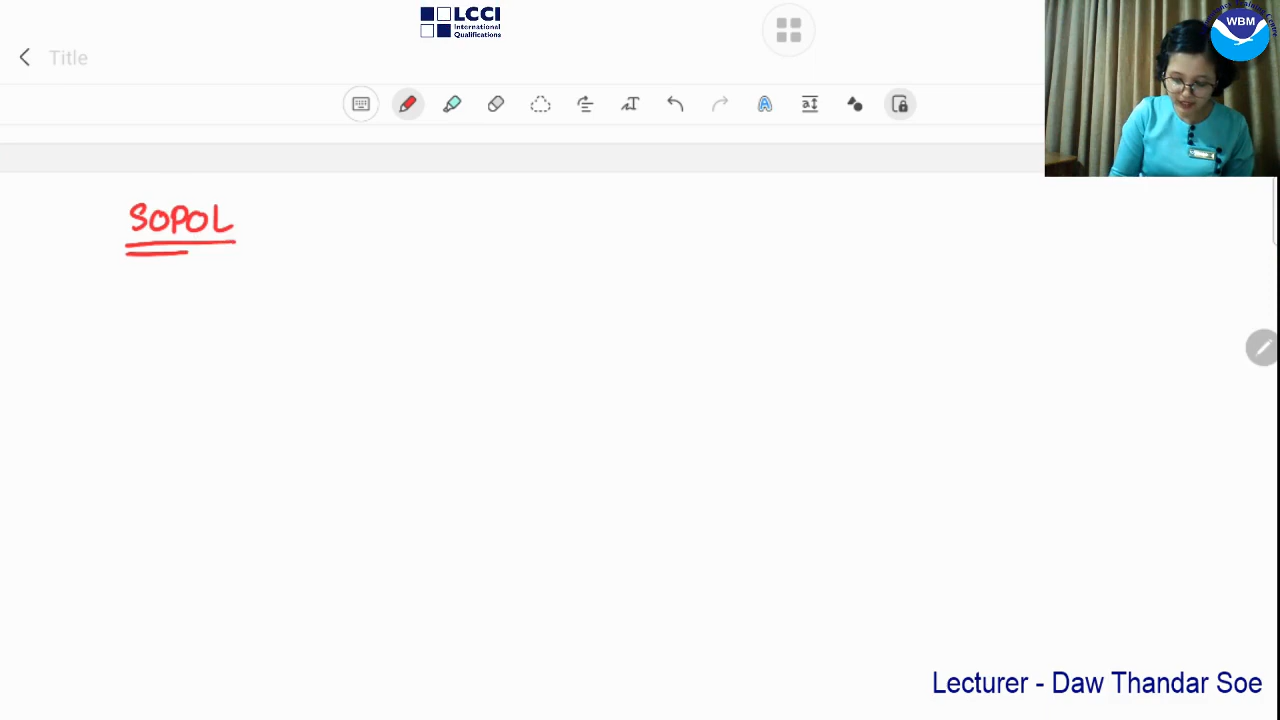 LCCI
International
Qualifications
WBM
Title
SOPOL
Lecturer - Daw Thandar Soe